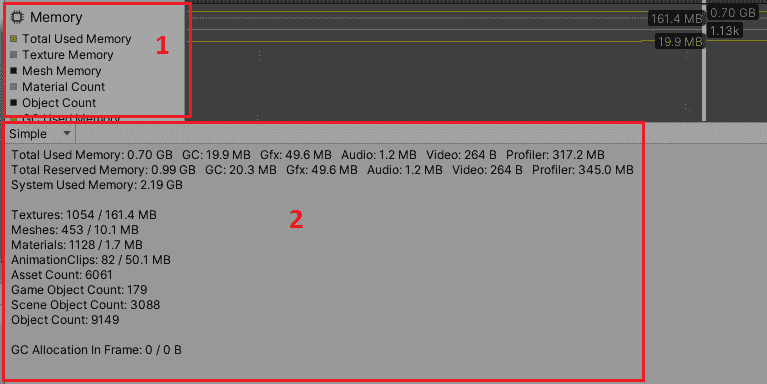 Memory
Total Used Memory
Texture Memory
Mesh Memory
Material Count
Object Count
GC Used Memory
1
161.4 MB
0.70 GB
1.13k
19.9 MB
Simple
Total Used Memory: 0.70 GB GC: 19.9 MB Gfx: 49.6 MB Audio: 1.2 MB Video: 264 B Profiler: 317.2 MB
Total Reserved Memory: 0.99 GB GC: 20.3 MB Gfx: 49.6 MB Audio: 1.2 MB Video: 264 B Profiler: 345.0 MB
System Used Memory: 2.19 GB
2
Textures: 1054 / 161.4 MB
Meshes: 453 / 10.1 MB
Materials: 1128 / 1.7 MB
AnimationClips: 82 / 50.1 MB
Asset Count: 6061
Game Object Count: 179
Scene Object Count: 3088
Object Count: 9149
GC Allocation In Frame: 0 / 0 B